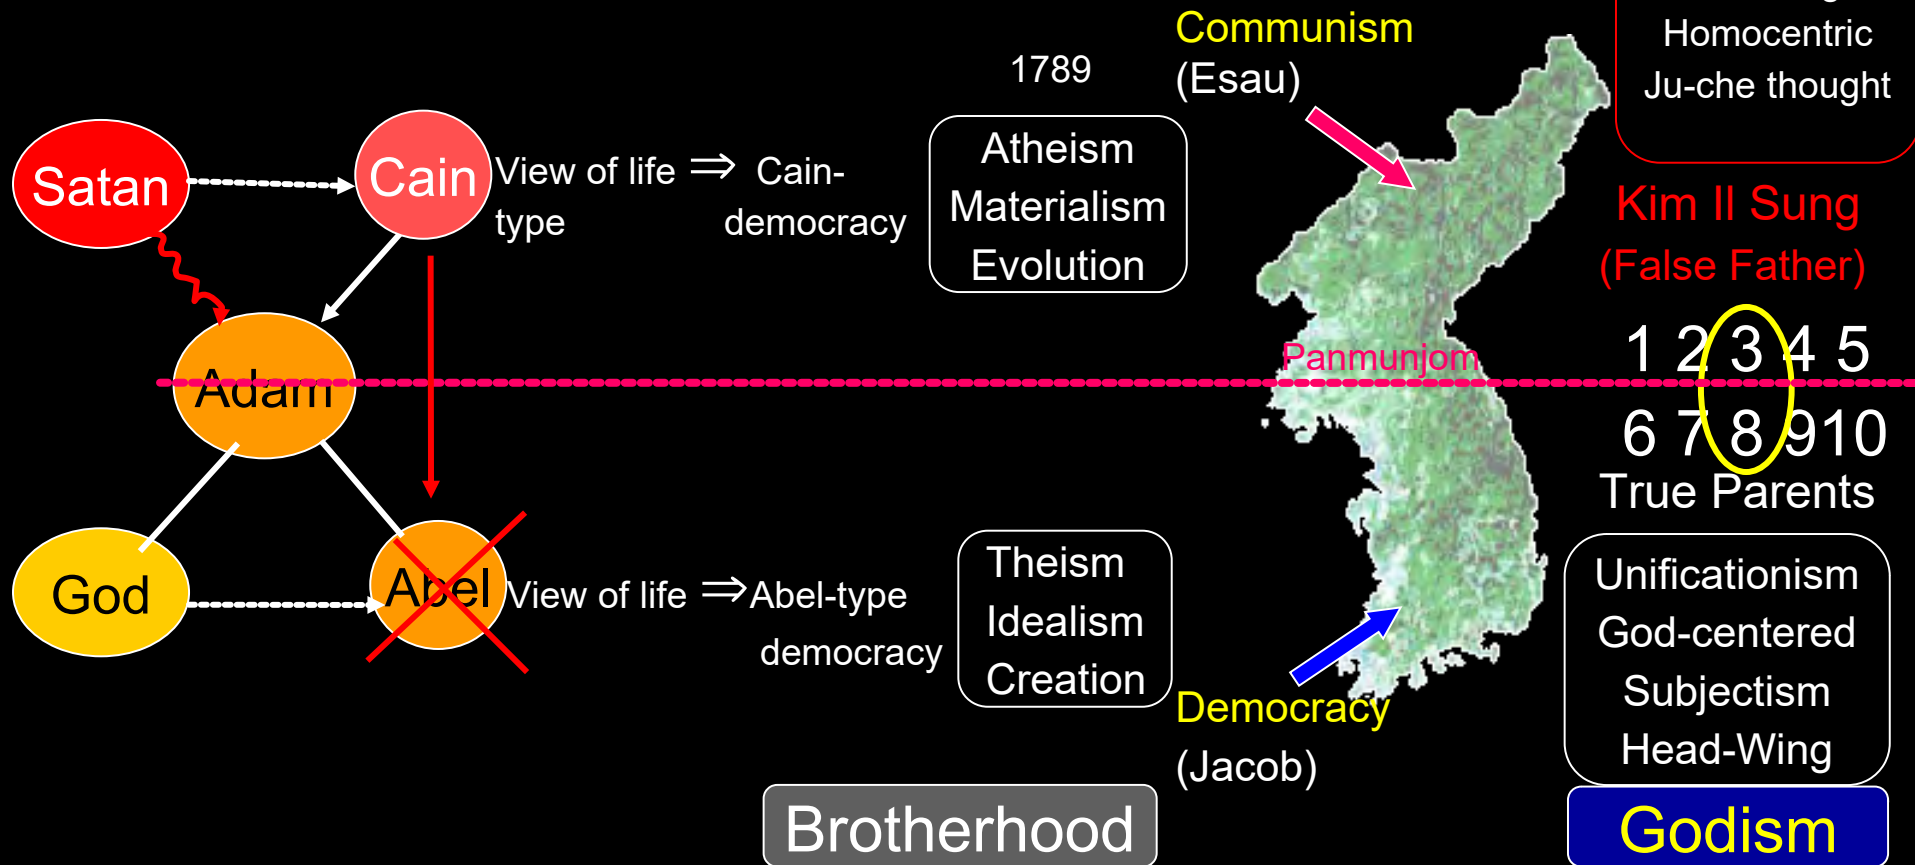 Communism
(Esau)
Homocentric
Ju-che thought
1789
Satan
Cain
View of life ⇒ Cain-
type
democracy
Atheism
Materialism
Evolution
Kim Il Sung
(False Father)
Adam
Panmunjom
1 2 3 4 5
6 7 8 9 10
True Parents
God
Abel
View of life ⇒ Abel-type
democracy
Theism
Idealism
Creation
Democracy
(Jacob)
Unificationism
God-centered
Subjectism
Head-Wing
Brotherhood
Godism